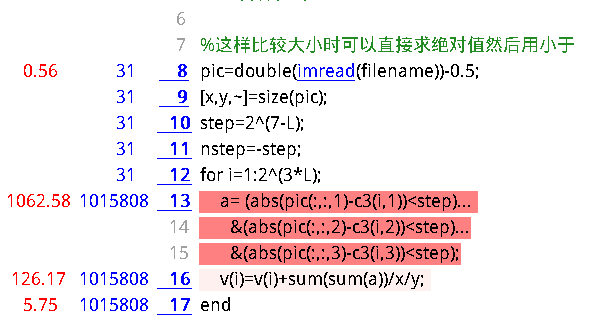 6
7 %这样比较大小时可以直接求绝对值然后用小于
0.56 31 8 pic=double(imread(filename))-0.5;
31 9 [x,y,~]=size(pic);
31 10 step=2^(7-L);
31 11 nstep=-step;
31 12 for i=1:2^(3*L);
1062.58 1015808 13 a= (abs(pic(:,:,1)-c3(i,1))<step)...
14 &(abs(pic(:,:,2)-c3(i,2))<step)...
15 &(abs(pic(:,:,3)-c3(i,3))<step);
126.17 1015808 16 v(i)=v(i)+sum(sum(a))/x/y;
5.75 1015808 17 end